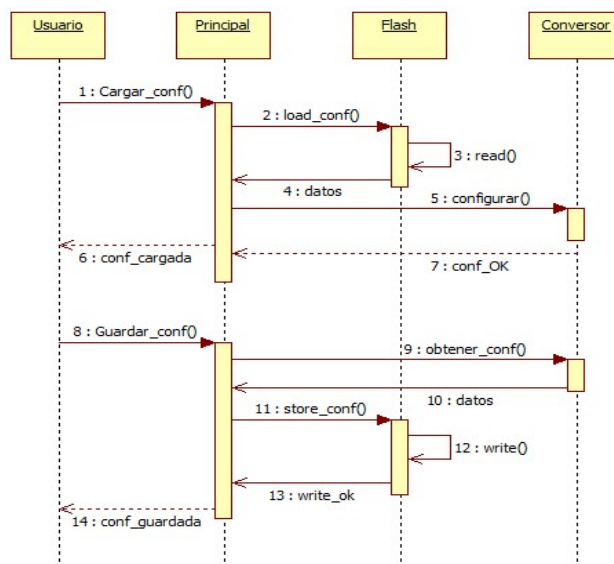 Usuario
Principal
Flash
Conversor
1 : Cargar_conf()
2 : load_conf()
3 : read()
4 : datos
5 : configurar()
6 : conf_cargada
7 : conf_OK
8 : Guardar_conf()
9 : obtener_conf()
10 : datos
11 : store_conf()
12 : write()
13 : write_ok
14 : conf_guardada